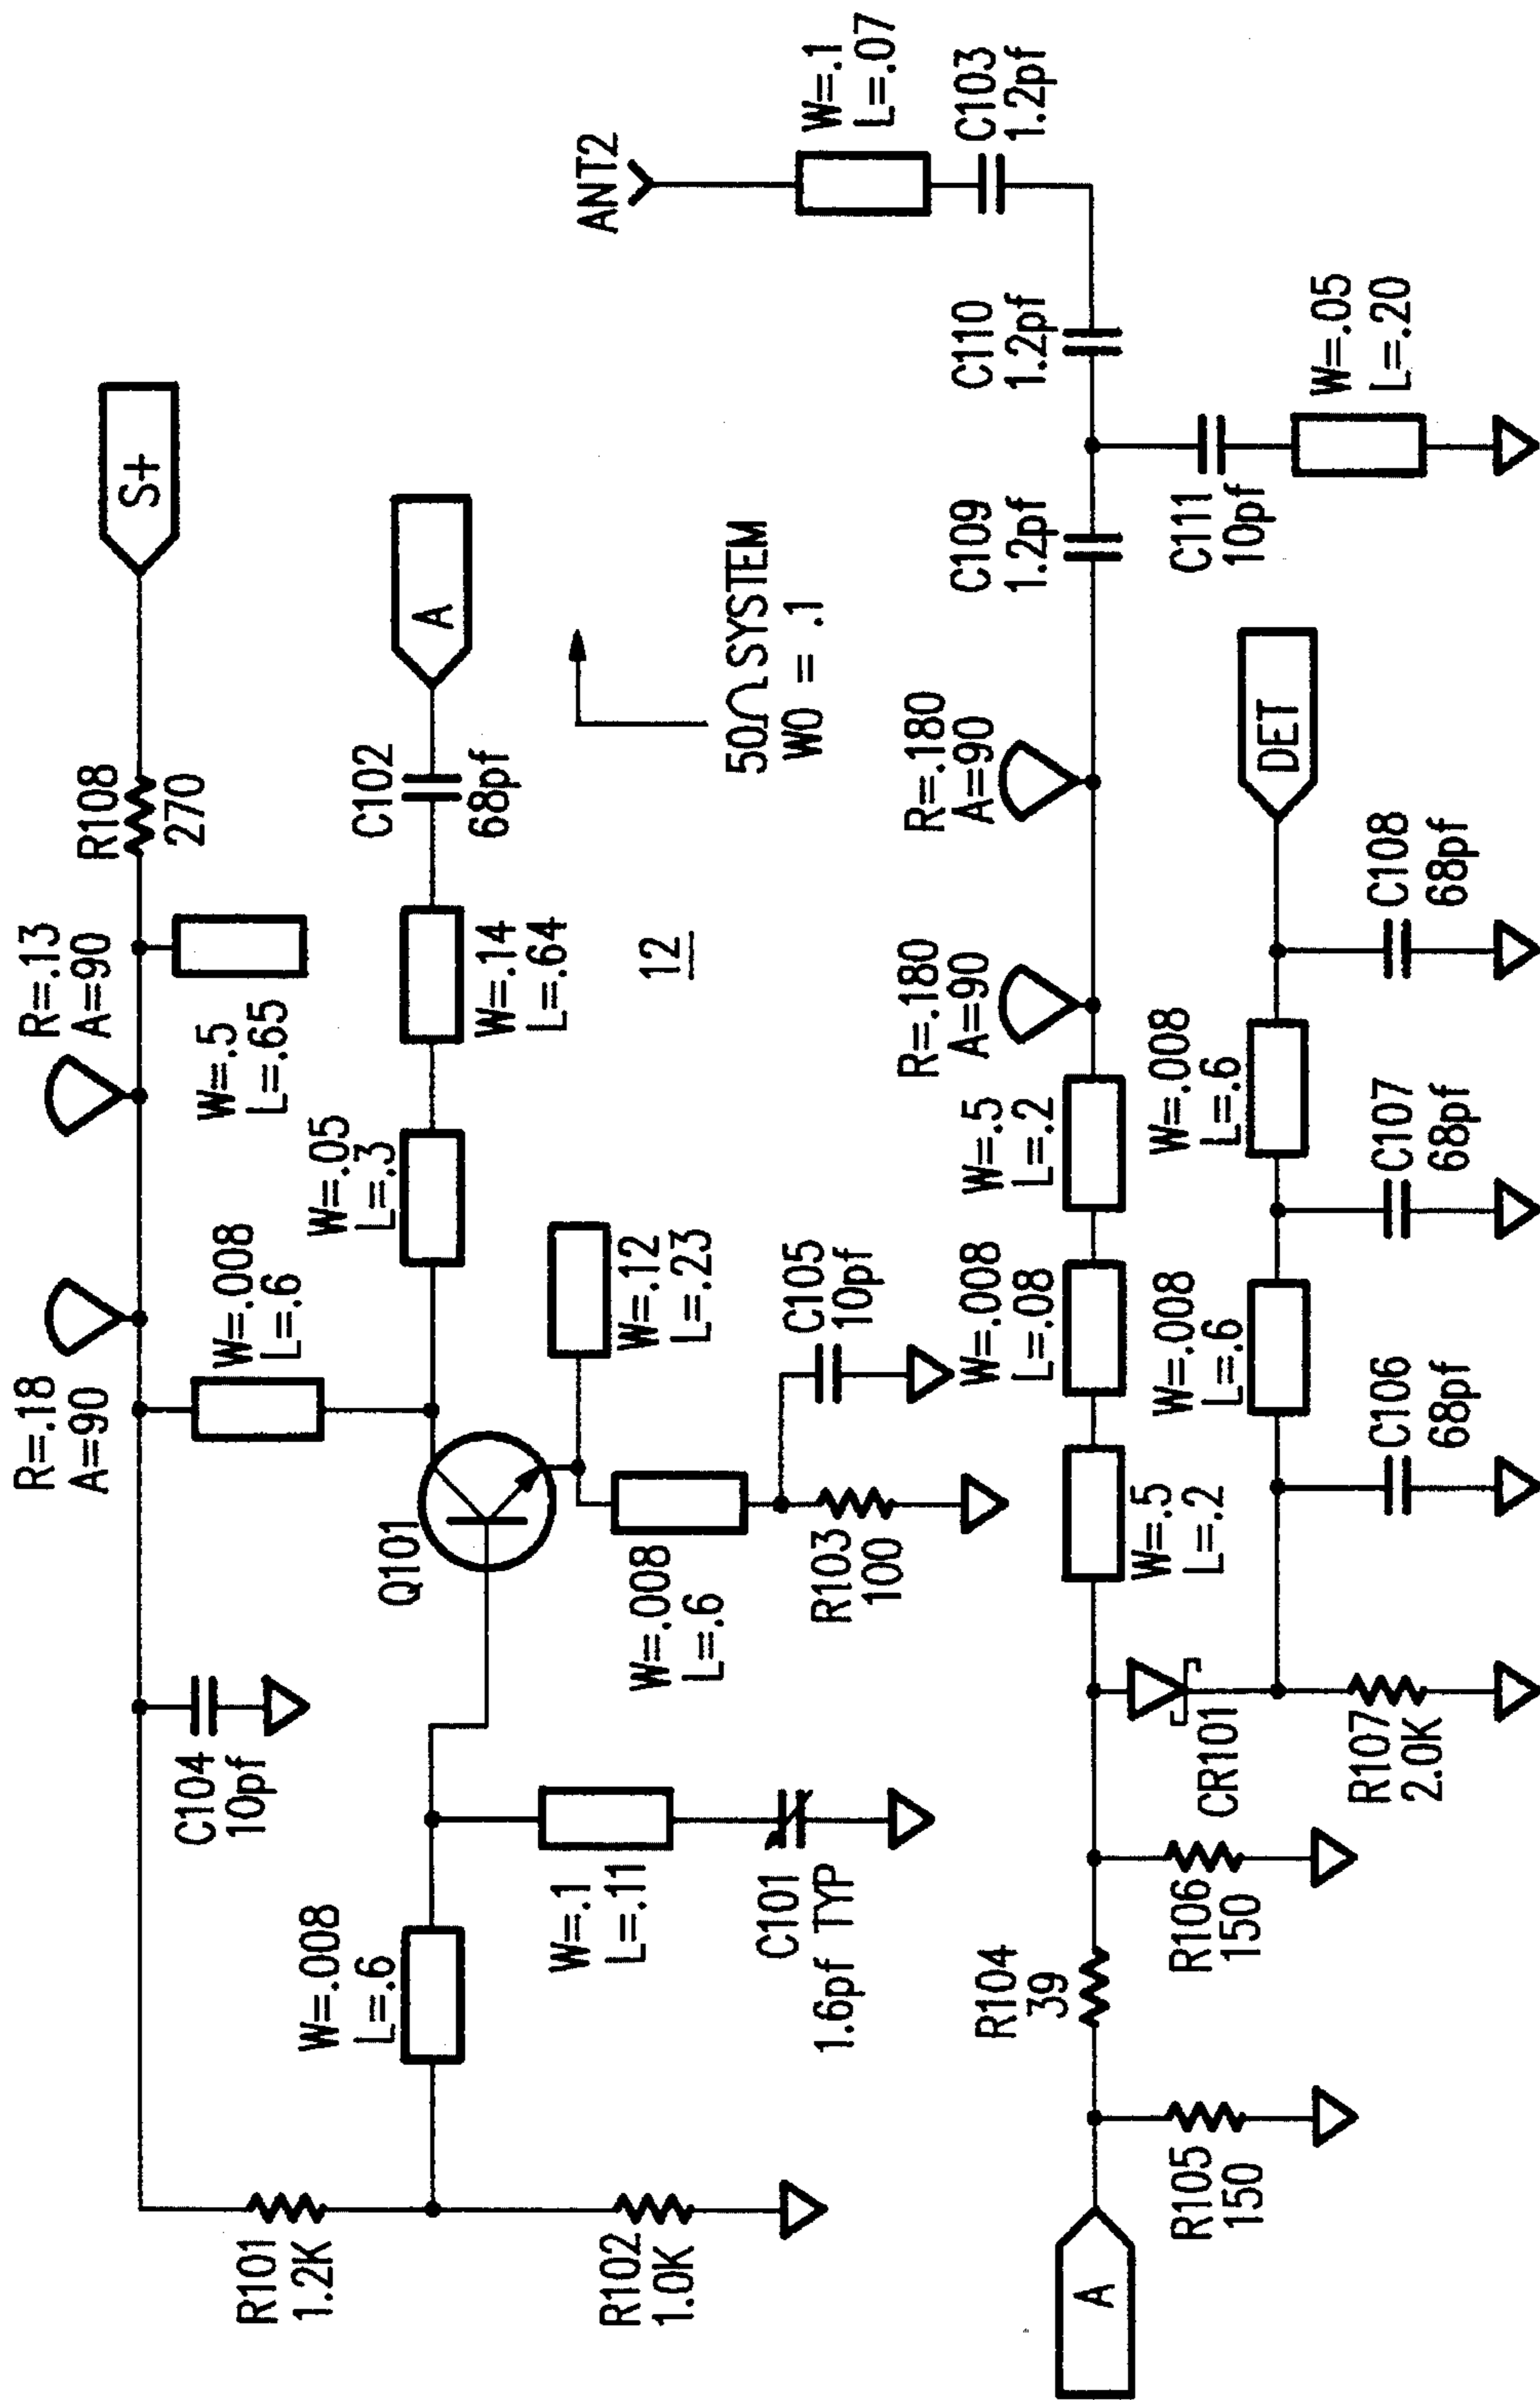 R=.18
A=90
R=.13
A=90
R108
270
S+
C104
10pf
W=.008
L=.6
W=.5
L=.65
R101
1.2K
W=.008
L=.6
Q101
W=.05
L=.3
W=.14
L=.64
C102
68pf
A
R102
1.0K
W=.1
L=.11
C101
1.6pf TYP
W=.008
L=.6
R103
100
W=.12
L=.23
C105
10pf
12
50Ω SYSTEM
WO = .1
ANT2
W=.1
L=.07
C103
1.2pf
A
R105
150
R104
39
R106
150
CR101
R107
2.0K
W=.5
L=.2
W=.008
L=.08
W=.5
L=.2
R=.180
A=90
R=.180
A=90
C109
1.2pf
C110
1.2pf
C111
10pf
W=.05
L=.20
C106
68pf
W=.008
L=.6
C107
68pf
W=.008
L=.6
C108
68pf
DET